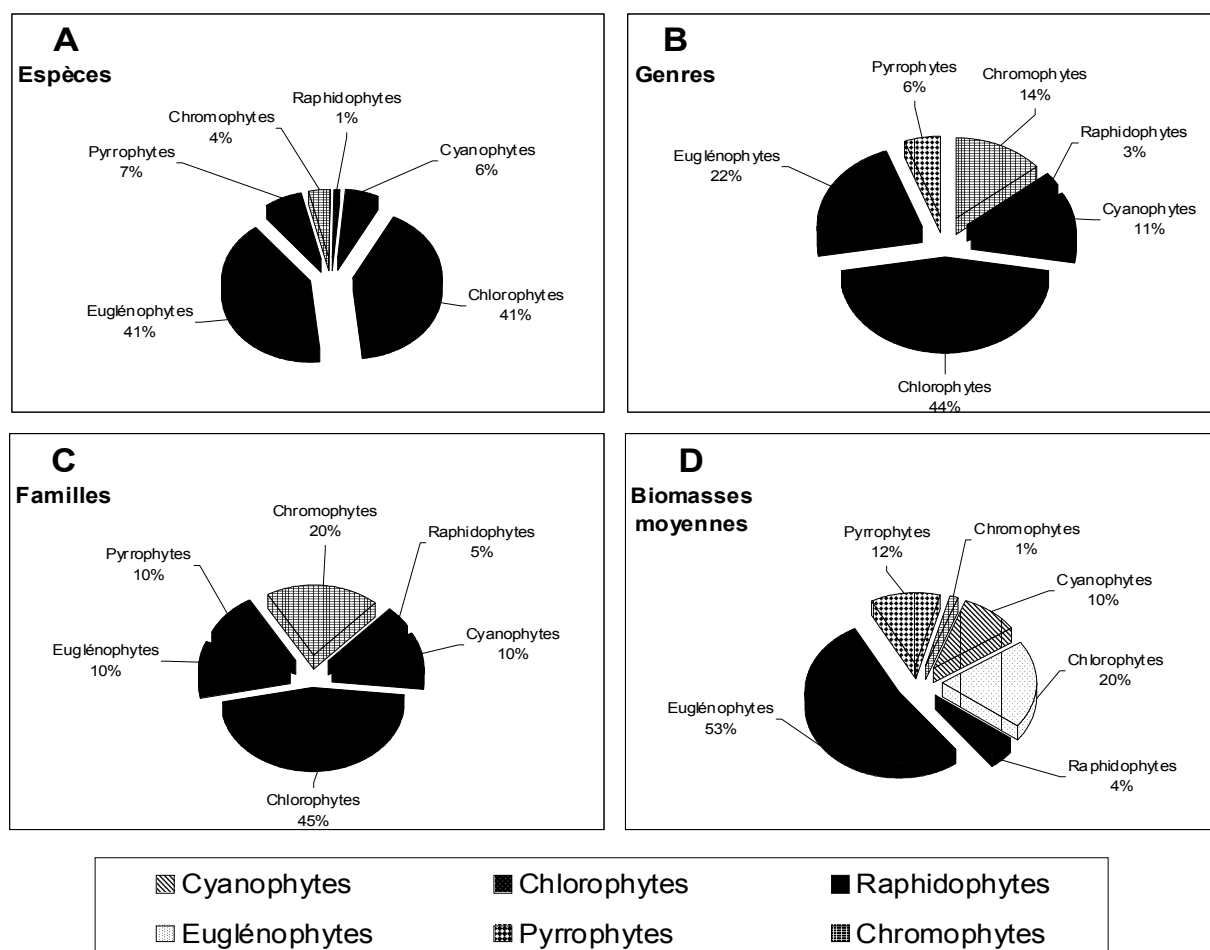 A
Espèces
Raphidophytes
1%
Chromophytes
4%
Cyanophytes
6%
Pyrrophytes
7%
Chlorophytes
41%
Euglénophytes
41%
B
Genres
Pyrrophytes
6%
Chromophytes
14%
Raphidophytes
3%
Euglénophytes
22%
Cyanophytes
11%
Chlorophytes
44%
C
Familles
Chromophytes
20%
Raphidophytes
5%
Pyrrophytes
10%
Cyanophytes
10%
Euglénophytes
10%
Chlorophytes
45%
D
Biomasses
moyennes
Pyrrophytes
12%
Chromophytes
1%
Cyanophytes
10%
Chlorophytes
20%
Euglénophytes
53%
Raphidophytes
4%
Cyanophytes Chlorophytes Raphidophytes
Euglénophytes Pyrrophytes Chromophytes